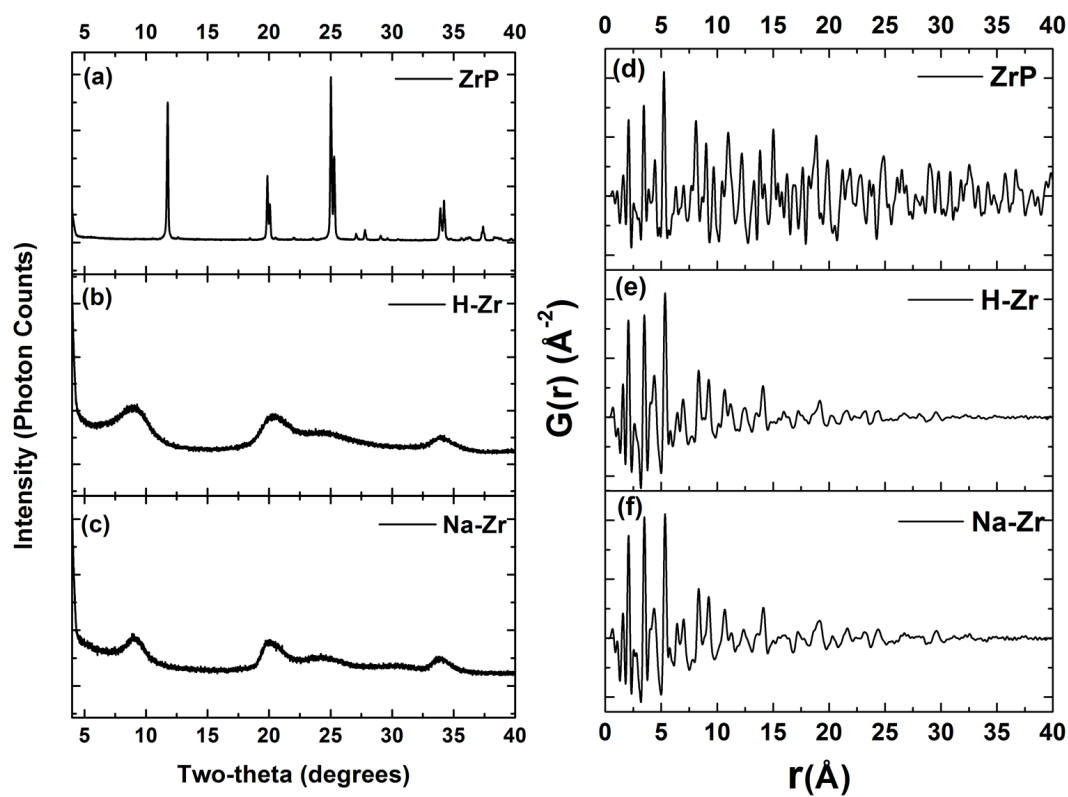 5 10 15 20 25 30 35 40
0 5 10 15 20 25 30 35 40
(a) ZrP
(d) ZrP
(b) H-Zr
(e) H-Zr
(c) Na-Zr
(f) Na-Zr
Intensity (Photon Counts)
G(r) (Å⁻²)
5 10 15 20 25 30 35 40
0 5 10 15 20 25 30 35 40
Two-theta (degrees)
r(Å)